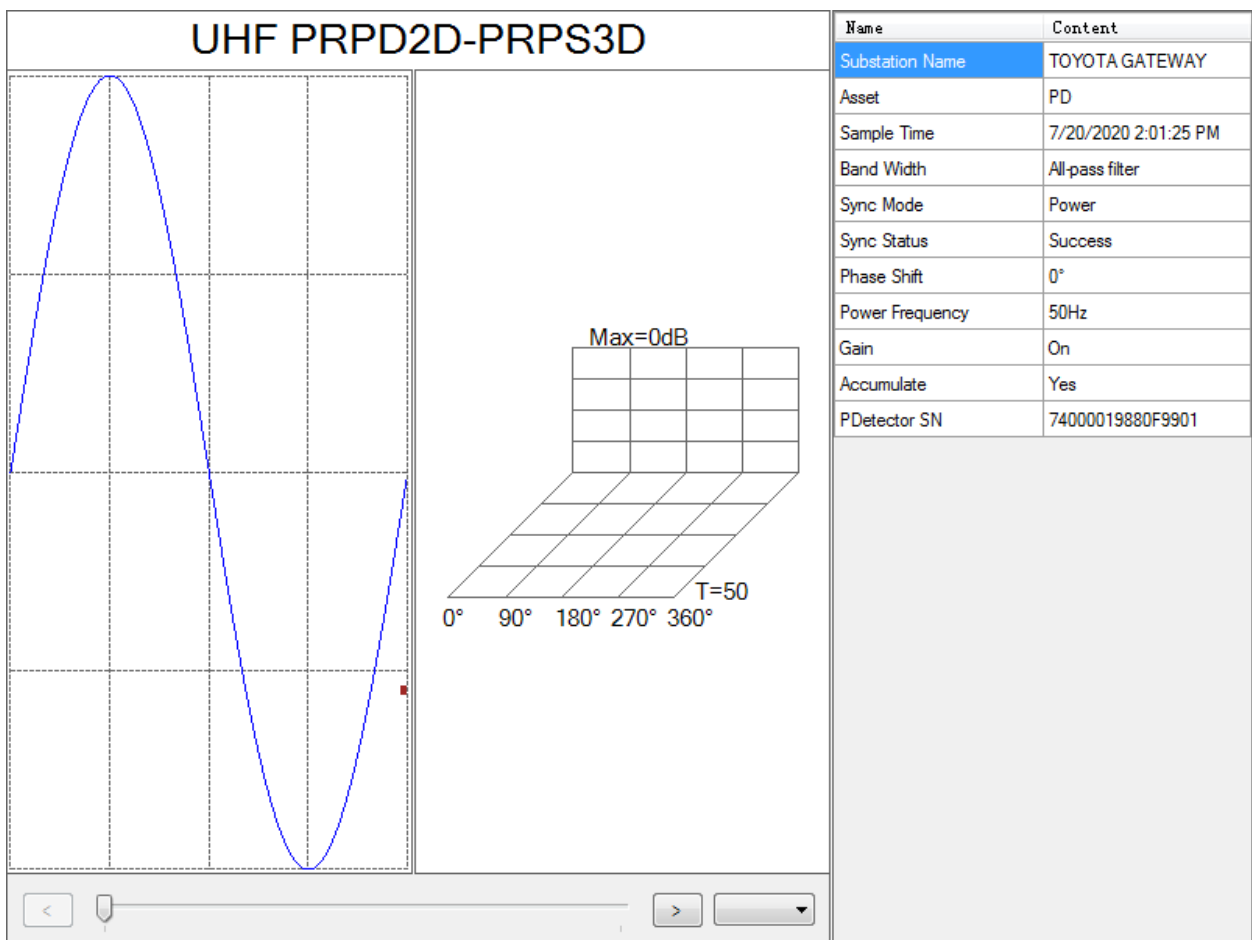 UHF PRPD2D-PRPS3D
Max=0dB
T=50
0° 90° 180° 270° 360°
< >
Name Content
Substation Name TOYOTA GATEWAY
Asset PD
Sample Time 7/20/2020 2:01:25 PM
Band Width All-pass filter
Sync Mode Power
Sync Status Success
Phase Shift 0°
Power Frequency 50Hz
Gain On
Accumulate Yes
PDetector SN 74000019880F9901